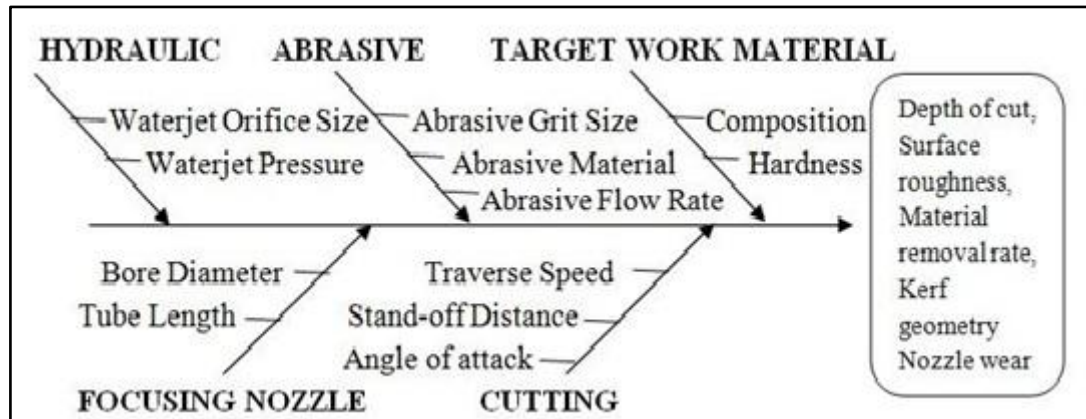 HYDRAULIC ABRASIVE TARGET WORK MATERIAL
Waterjet Orifice Size
Waterjet Pressure
Abrasive Grit Size
Abrasive Material
Abrasive Flow Rate
Composition
Hardness
Bore Diameter
Tube Length
Traverse Speed
Stand-off Distance
Angle of attack
FOCUSING NOZZLE CUTTING
Depth of cut,
Surface
roughness,
Material
removal rate,
Kerf
geometry
Nozzle wear